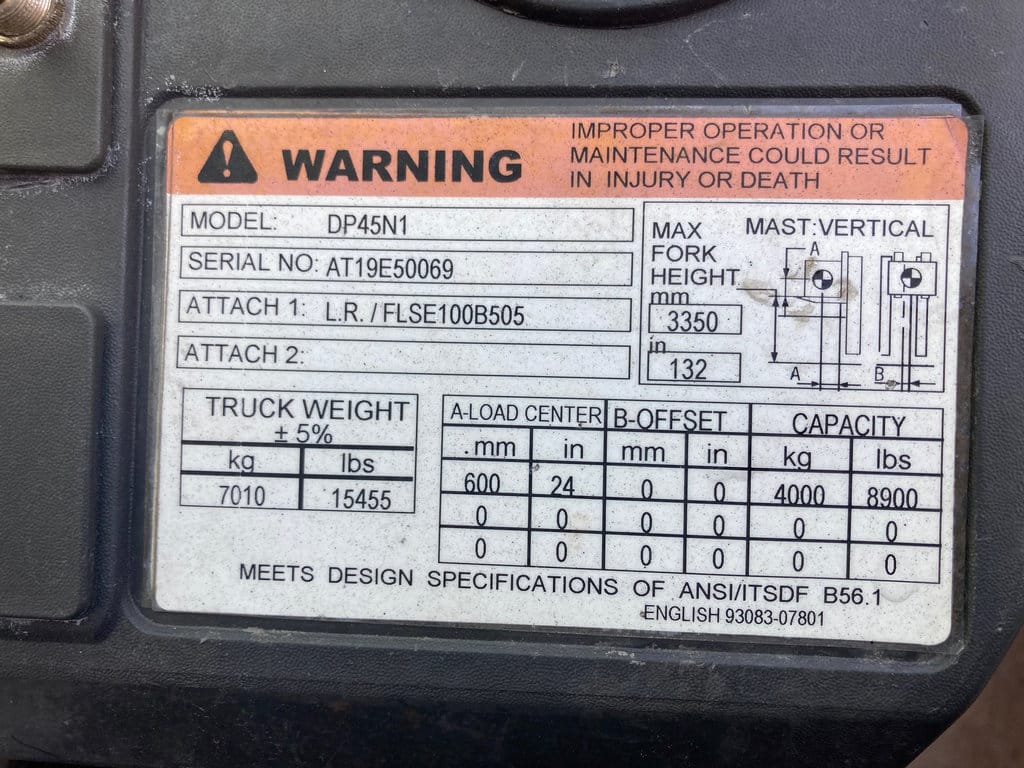 WARNING
IMPROPER OPERATION OR
MAINTENANCE COULD RESULT
IN INJURY OR DEATH
MODEL: DP45N1
SERIAL NO: AT19E50069
ATTACH 1: L.R. / FLSE100B505
ATTACH 2:
MAX
FORK
HEIGHT
mm
3350
in
132
MAST:VERTICAL
A
A
B
TRUCK WEIGHT
± 5%
kg lbs
7010 15455
A-LOAD CENTER B-OFFSET CAPACITY
mm in mm in kg lbs
600 24 0 0 4000 8900
0 0 0 0 0 0
0 0 0 0 0 0
MEETS DESIGN SPECIFICATIONS OF ANSI/ITSDF B56.1
ENGLISH 93083-07801